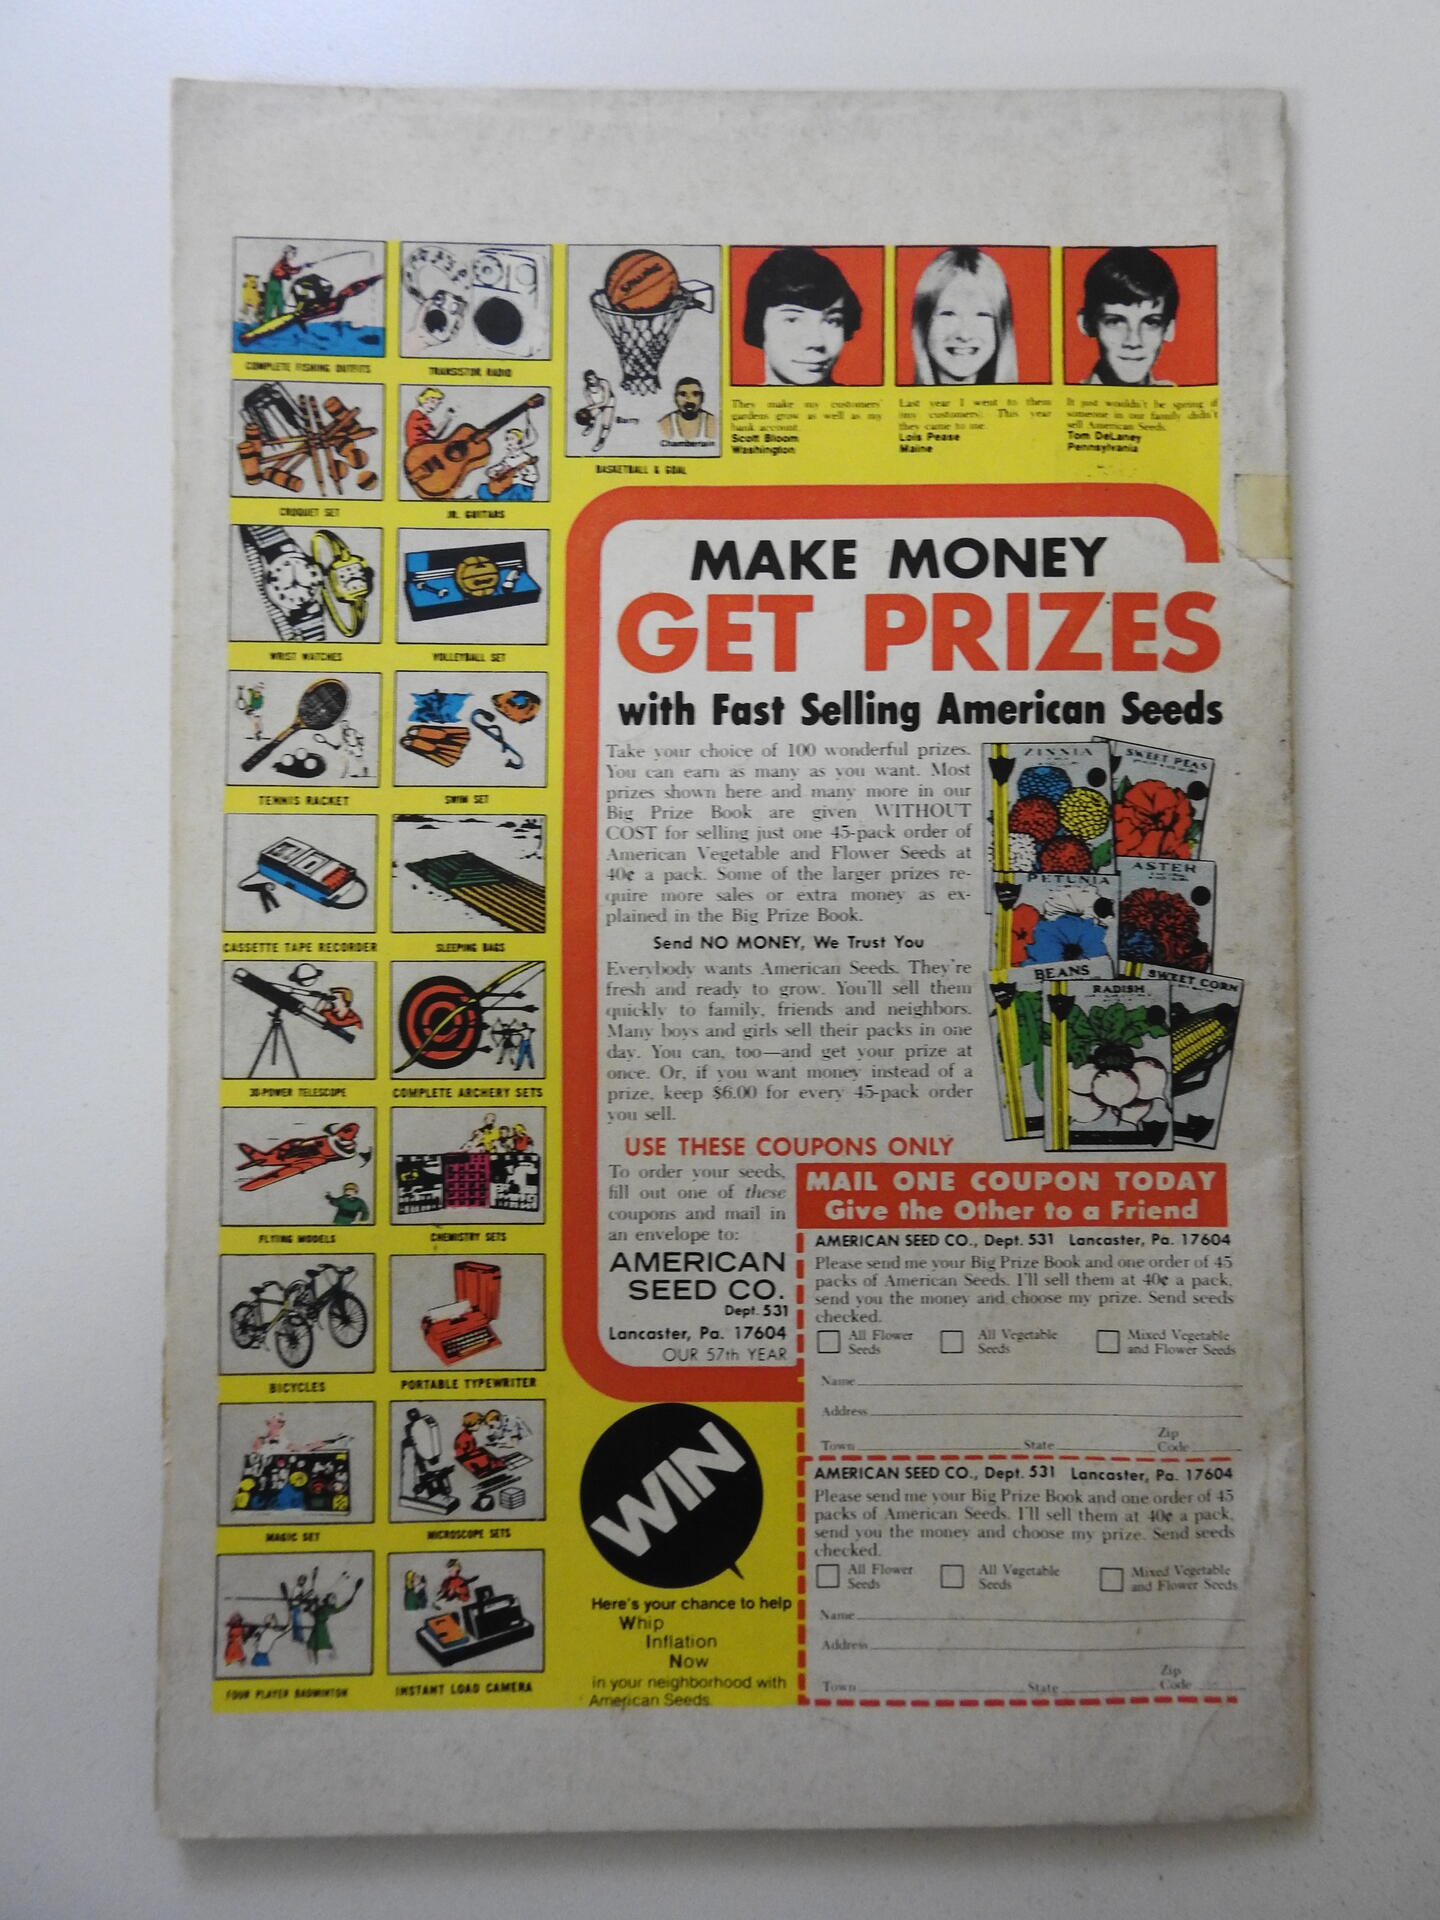 COMPLETE FISHING OUTFITS
TRANSISTOR RADIO
CROQUET SET
JR. GUITARS
WRIST WATCHES
VOLLEYBALL SET
TENNIS RACKET
SWIM SET
CASSETTE TAPE RECORDER
SLEEPING BAGS
30-POWER TELESCOPE
COMPLETE ARCHERY SETS
FLYING MODELS
CHEMISTRY SETS
BICYCLES
PORTABLE TYPEWRITER
MAGIC SET
MICROSCOPE SETS
FOUR PLAYER BADMINTON
INSTANT LOAD CAMERA
SPALDING
Barry
Chamberlain
BASKETBALL & GOAL
They make my customers'
gardens grow as well as my
bank account.
Scott Bloom
Washington
Last year I went to them
(my customers). This year
they came to me.
Lois Pease
Maine
It just wouldn't be spring if
someone in our family didn't
sell American Seeds.
Tom DeLaney
Pennsylvania
MAKE MONEY
GET PRIZES
with Fast Selling American Seeds
Take your choice of 100 wonderful prizes.
You can earn as many as you want. Most
prizes shown here and many more in our
Big Prize Book are given WITHOUT
COST for selling just one 45-pack order of
American Vegetable and Flower Seeds at
40¢ a pack. Some of the larger prizes re-
quire more sales or extra money as ex-
plained in the Big Prize Book.
Send NO MONEY, We Trust You
Everybody wants American Seeds. They're
fresh and ready to grow. You'll sell them
quickly to family, friends and neighbors.
Many boys and girls sell their packs in one
day. You can, too—and get your prize at
once. Or, if you want money instead of a
prize, keep $6.00 for every 45-pack order
you sell.
ZINNIA
SWEET PEAS
PETUNIA
ASTER
BEANS
RADISH
SWEET CORN
USE THESE COUPONS ONLY
To order your seeds,
fill out one of these
coupons and mail in
an envelope to:
AMERICAN
SEED CO.
Dept. 531
Lancaster, Pa. 17604
OUR 57th YEAR
MAIL ONE COUPON TODAY
Give the Other to a Friend
AMERICAN SEED CO., Dept. 531 Lancaster, Pa. 17604
Please send me your Big Prize Book and one order of 45
packs of American Seeds. I'll sell them at 40¢ a pack,
send you the money and choose my prize. Send seeds
checked.
All Flower Seeds
All Vegetable Seeds
Mixed Vegetable and Flower Seeds
Name
Address
Town State Zip Code
AMERICAN SEED CO., Dept. 531 Lancaster, Pa. 17604
Please send me your Big Prize Book and one order of 45
packs of American Seeds. I'll sell them at 40¢ a pack,
send you the money and choose my prize. Send seeds
checked.
All Flower Seeds
All Vegetable Seeds
Mixed Vegetable and Flower Seeds
Name
Address
Town State Zip Code
WIN
Here's your chance to help
Whip
Inflation
Now
in your neighborhood with
American Seeds.